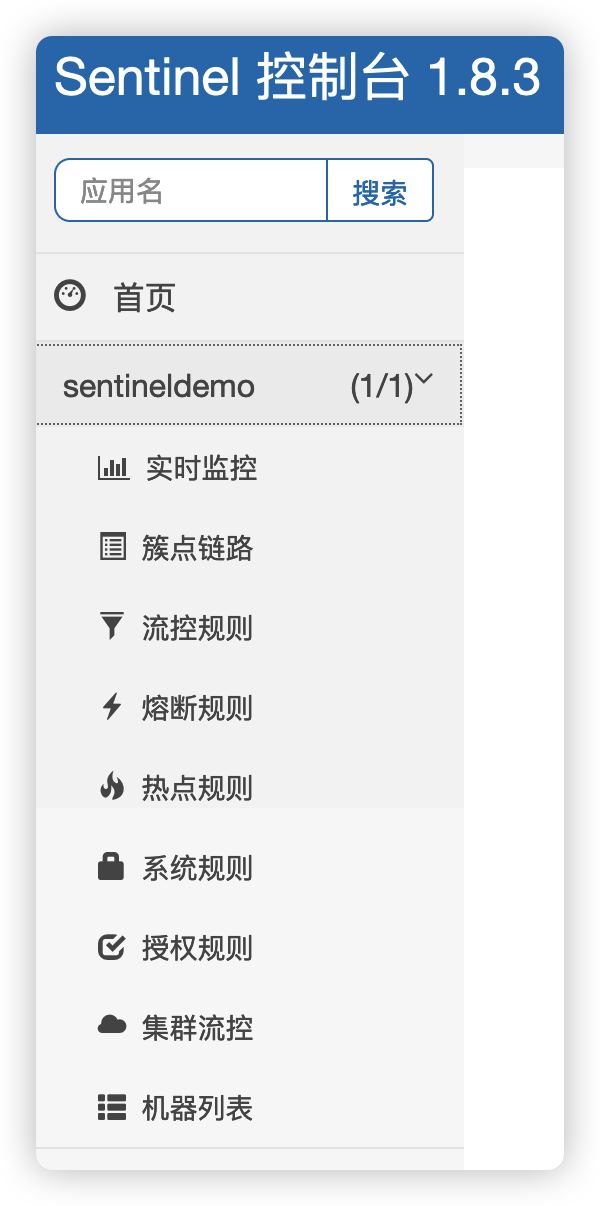 Sentinel 控制台 1.8.3
应用名 搜索
首页
sentineldemo (1/1)
实时监控
簇点链路
流控规则
熔断规则
热点规则
系统规则
授权规则
集群流控
机器列表